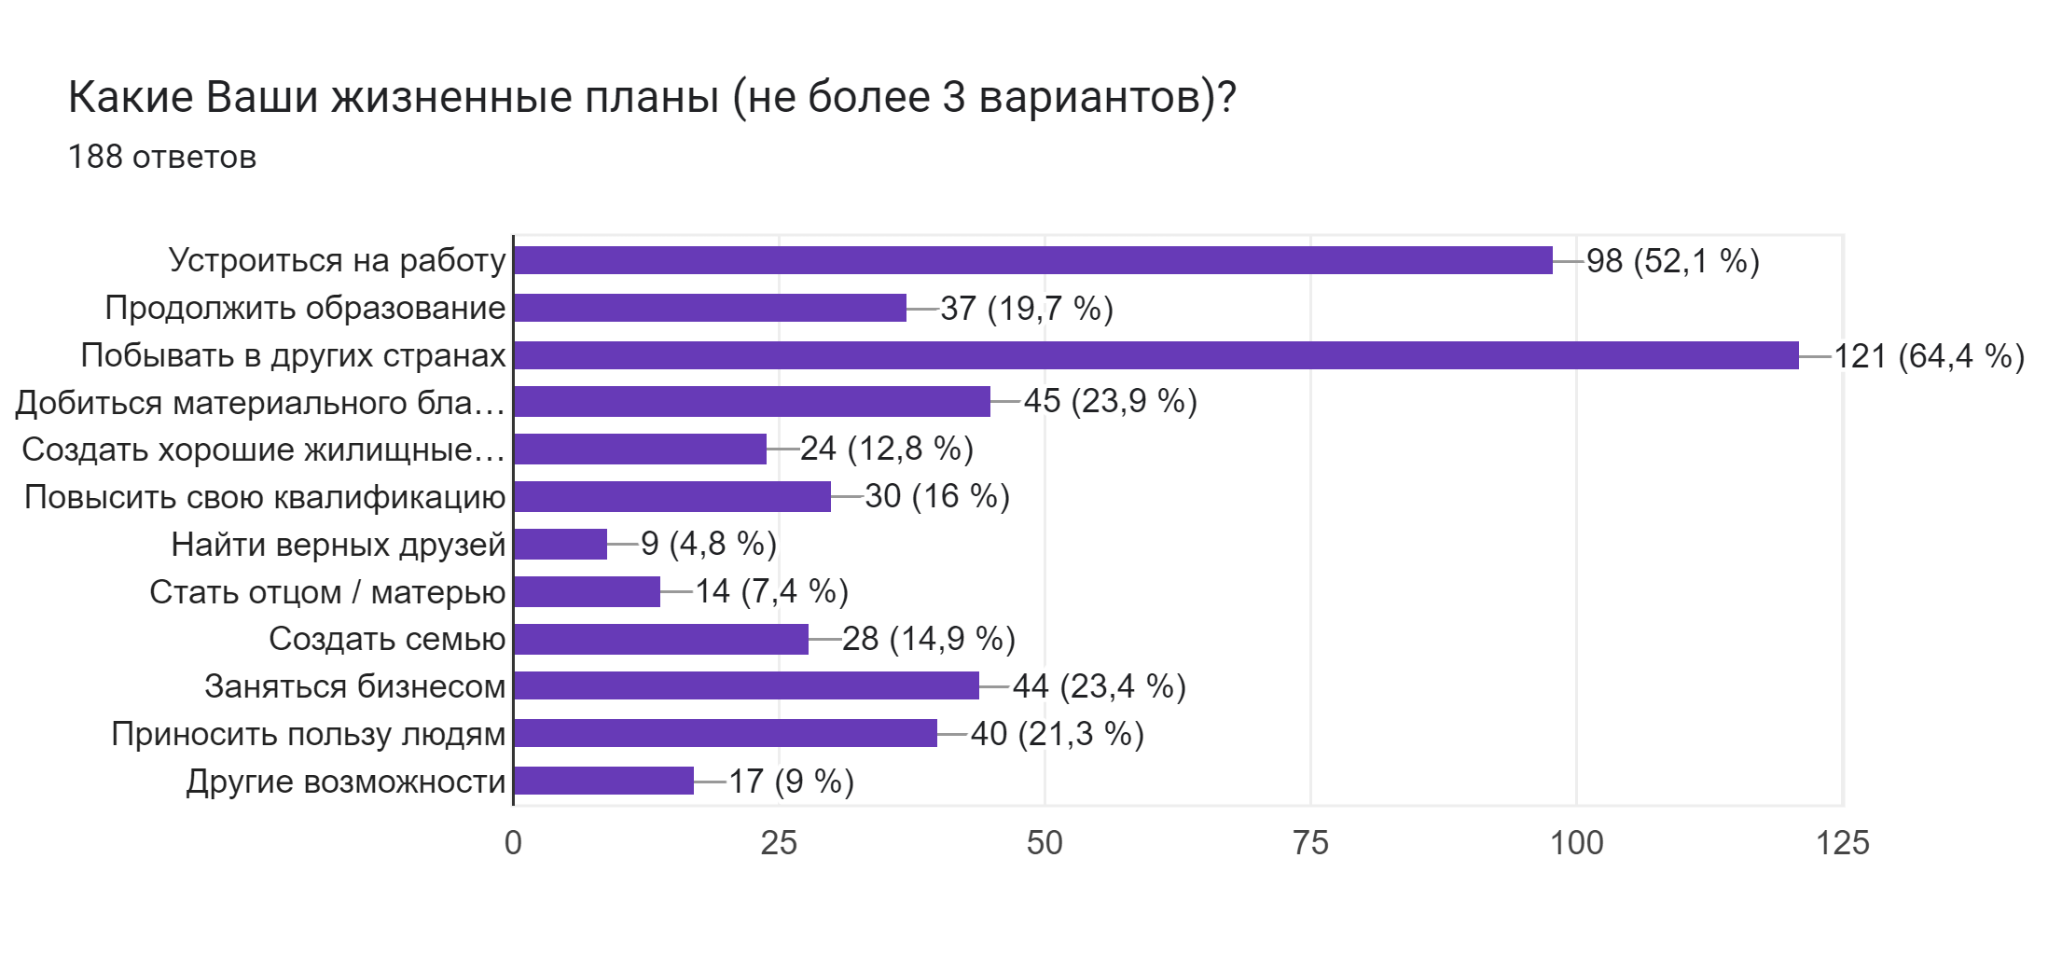 Какие Ваши жизненные планы (не более 3 вариантов)?
188 ответов
Устроиться на работу 98 (52,1 %)
Продолжить образование 37 (19,7 %)
Побывать в других странах 121 (64,4 %)
Добиться материального бла… 45 (23,9 %)
Создать хорошие жилищные… 24 (12,8 %)
Повысить свою квалификацию 30 (16 %)
Найти верных друзей 9 (4,8 %)
Стать отцом / матерью 14 (7,4 %)
Создать семью 28 (14,9 %)
Заняться бизнесом 44 (23,4 %)
Приносить пользу людям 40 (21,3 %)
Другие возможности 17 (9 %)
0 25 50 75 100 125